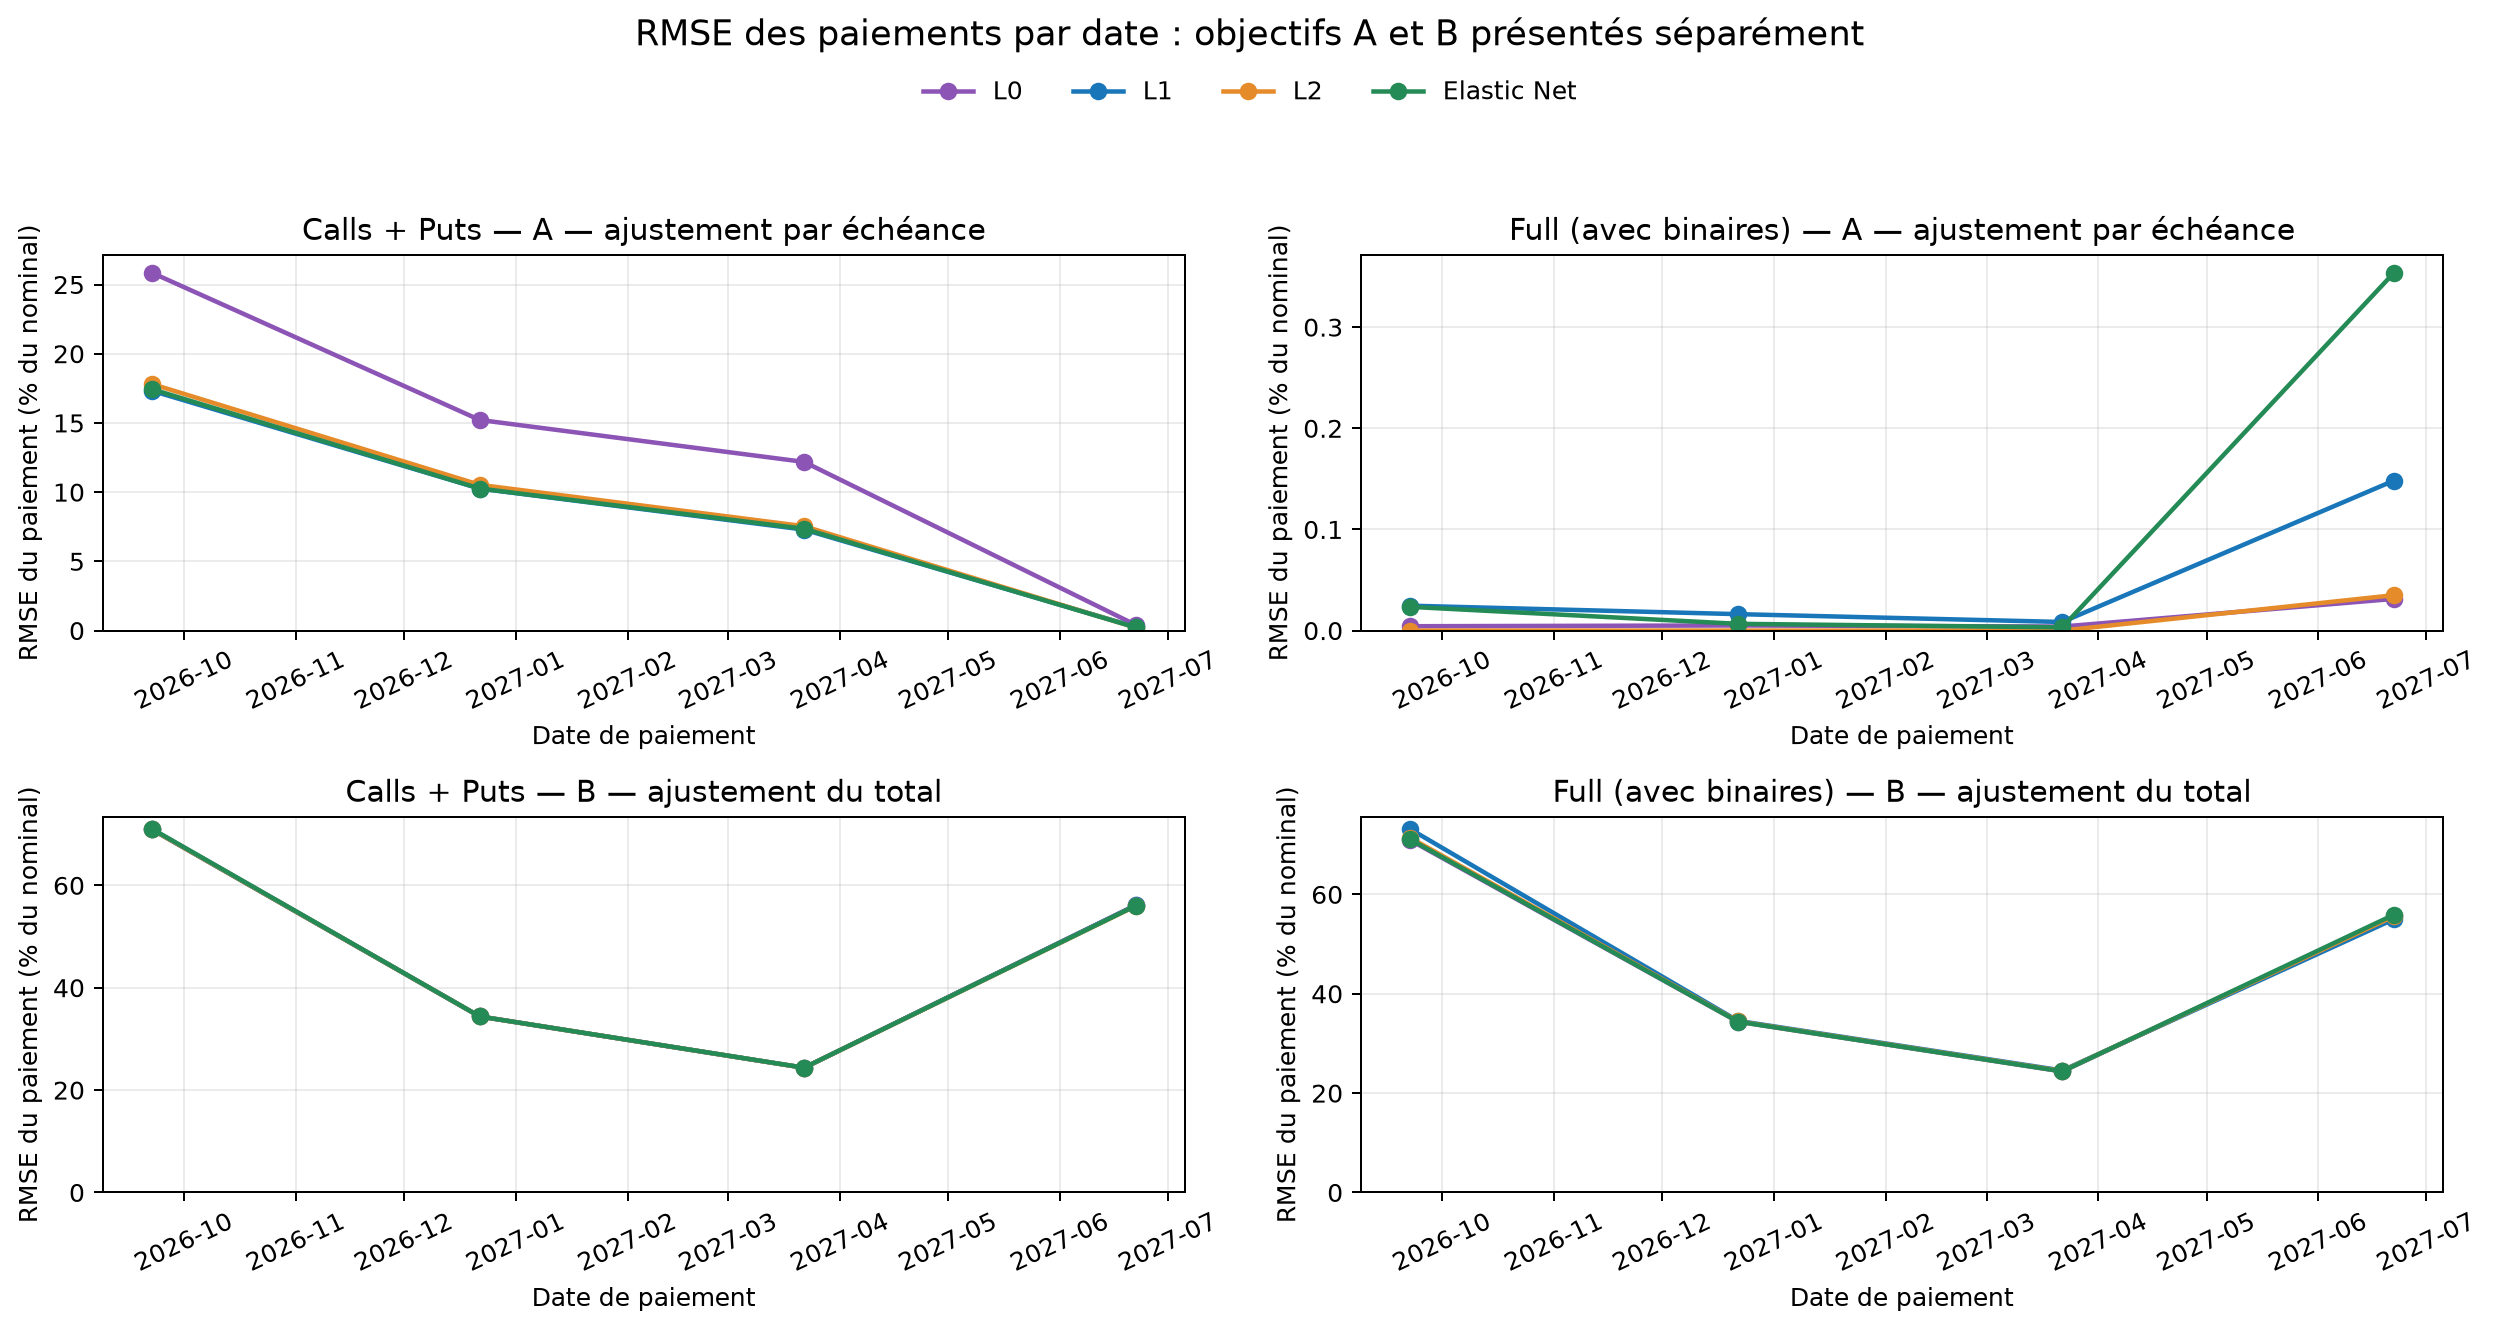 RMSE des paiements par date : objectifs A et B présentés séparément
L0 L1 L2 Elastic Net
Calls + Puts — A — ajustement par échéance
RMSE du paiement (% du nominal)
25
20
15
10
5
0
2026-10 2026-11 2026-12 2027-01 2027-02 2027-03 2027-04 2027-05 2027-06 2027-07
Date de paiement
Full (avec binaires) — A — ajustement par échéance
RMSE du paiement (% du nominal)
0.3
0.2
0.1
0.0
2026-10 2026-11 2026-12 2027-01 2027-02 2027-03 2027-04 2027-05 2027-06 2027-07
Date de paiement
Calls + Puts — B — ajustement du total
RMSE du paiement (% du nominal)
60
40
20
0
2026-10 2026-11 2026-12 2027-01 2027-02 2027-03 2027-04 2027-05 2027-06 2027-07
Date de paiement
Full (avec binaires) — B — ajustement du total
RMSE du paiement (% du nominal)
60
40
20
0
2026-10 2026-11 2026-12 2027-01 2027-02 2027-03 2027-04 2027-05 2027-06 2027-07
Date de paiement